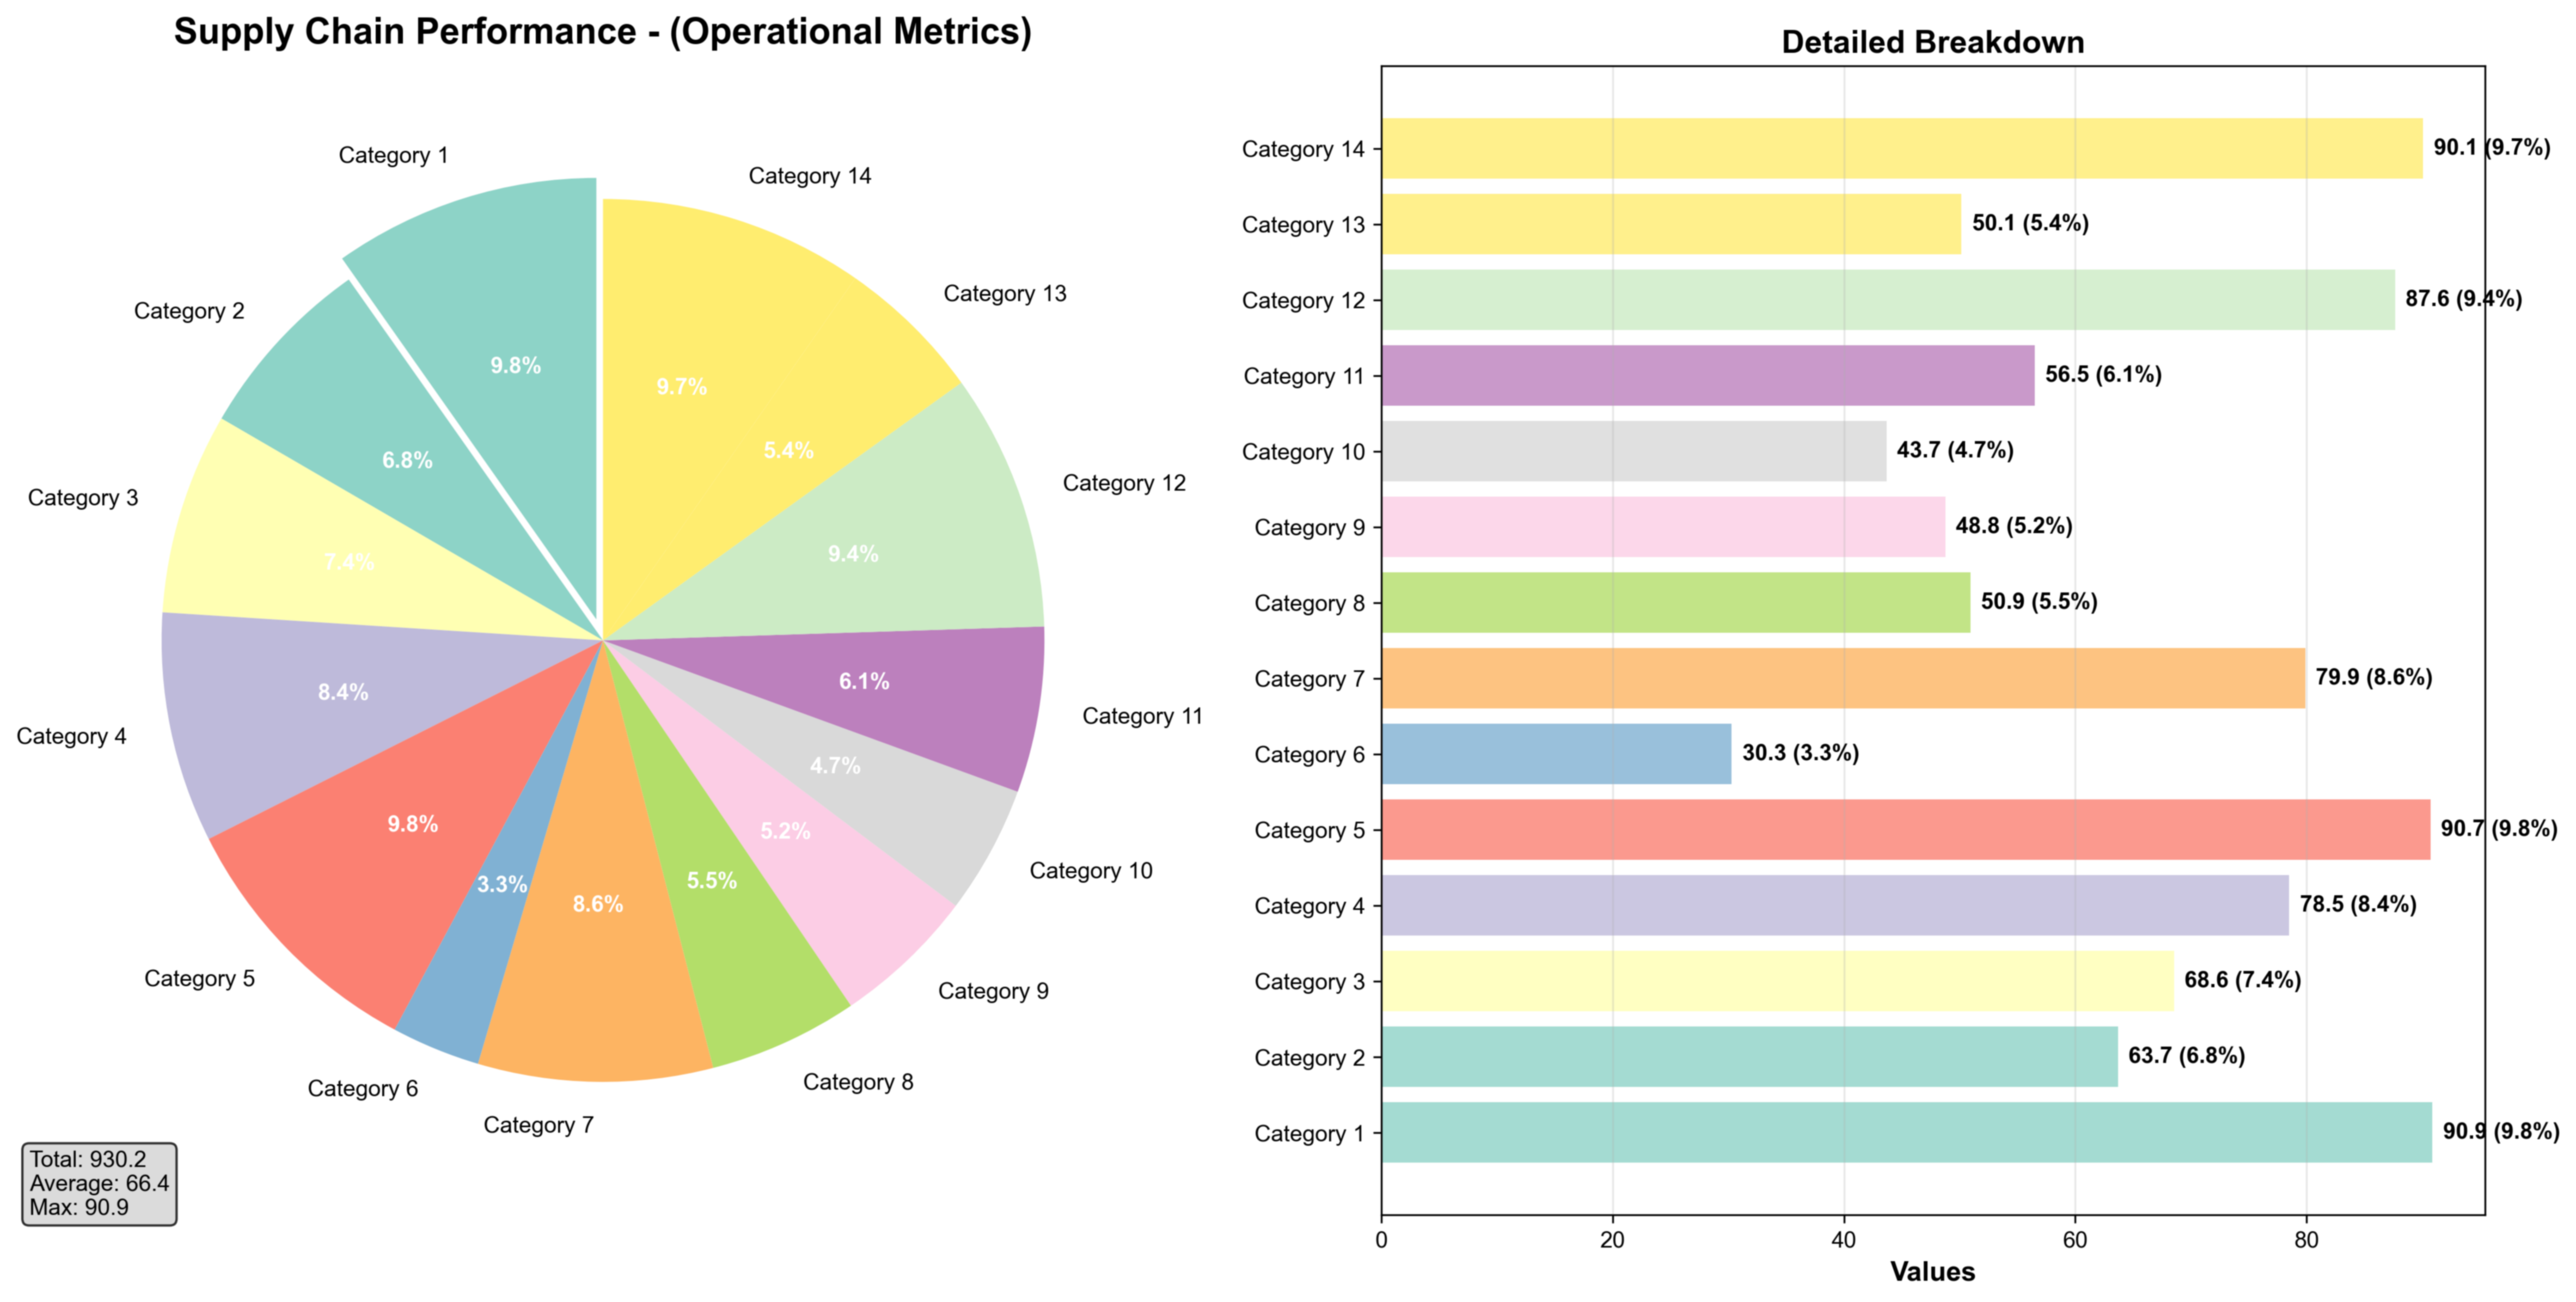 Supply Chain Performance - (Operational Metrics)
Category 1
Category 2
Category 3
Category 4
Category 5
Category 6
Category 7
Category 8
Category 9
Category 10
Category 11
Category 12
Category 13
Category 14
9.8%
6.8%
7.4%
8.4%
9.8%
3.3%
8.6%
5.5%
5.2%
4.7%
6.1%
9.4%
5.4%
9.7%
Total: 930.2
Average: 66.4
Max: 90.9
Detailed Breakdown
Category 14 90.1 (9.7%)
Category 13 50.1 (5.4%)
Category 12 87.6 (9.4%)
Category 11 56.5 (6.1%)
Category 10 43.7 (4.7%)
Category 9 48.8 (5.2%)
Category 8 50.9 (5.5%)
Category 7 79.9 (8.6%)
Category 6 30.3 (3.3%)
Category 5 90.7 (9.8%)
Category 4 78.5 (8.4%)
Category 3 68.6 (7.4%)
Category 2 63.7 (6.8%)
Category 1 90.9 (9.8%)
0 20 40 60 80
Values